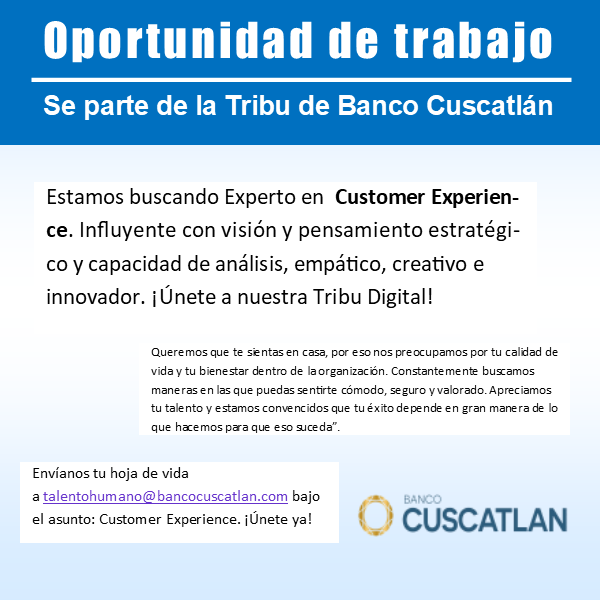 Oportunidad de trabajo
Se parte de la Tribu de Banco Cuscatlán
Estamos buscando Experto en Customer Experien-
ce. Influyente con visión y pensamiento estratégi-
co y capacidad de análisis, empático, creativo e
innovador. ¡Únete a nuestra Tribu Digital!
Queremos que te sientas en casa, por eso nos preocupamos por tu calidad de
vida y tu bienestar dentro de la organización. Constantemente buscamos
maneras en las que puedas sentirte cómodo, seguro y valorado. Apreciamos
tu talento y estamos convencidos que tu éxito depende en gran manera de lo
que hacemos para que eso suceda”.
Envíanos tu hoja de vida
a talentohumano@bancocuscatlan.com bajo
el asunto: Customer Experience. ¡Únete ya!
BANCO
CUSCATLAN